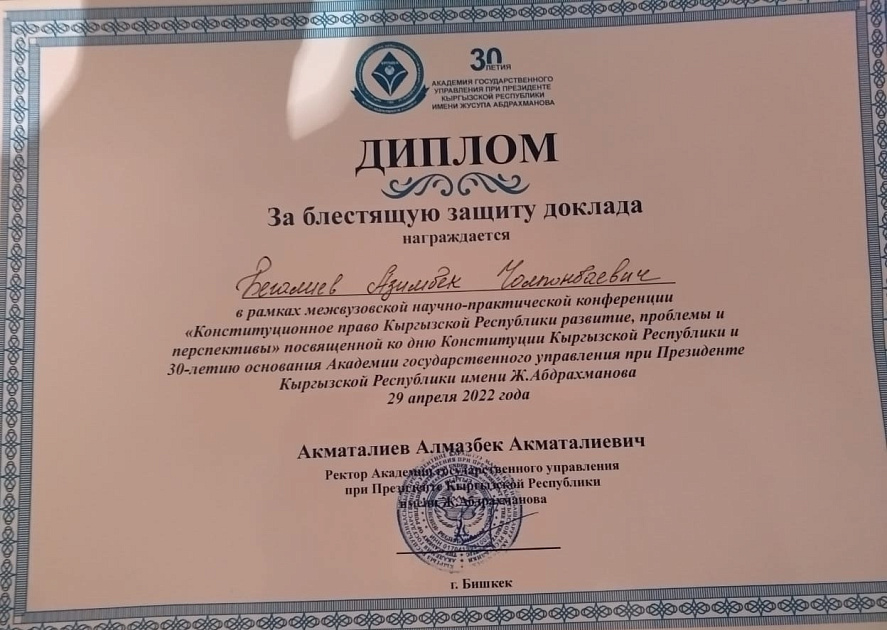 30
ЛЕТИЯ
АКАДЕМИЯ ГОСУДАРСТВЕННОГО
УПРАВЛЕНИЯ ПРИ ПРЕЗИДЕНТЕ
КЫРГЫЗСКОЙ РЕСПУБЛИКИ
ИМЕНИ ЖУСУПА АБДРАХМАНОВА
ДИПЛОМ
За блестящую защиту доклада
награждается
Бегалиев Азимбек Чолпонбаевич
в рамках межвузовской научно-практической конференции
«Конституционное право Кыргызской Республики развитие, проблемы и
перспективы» посвященной ко дню Конституции Кыргызской Республики и
30-летию основания Академии государственного управления при Президенте
Кыргызской Республики имени Ж.Абдрахманова
29 апреля 2022 года
Акматалиев Алмазбек Акматалиевич
Ректор Академии государственного управления
при Президенте Кыргызской Республики
имени Ж.Абдрахманова
г. Бишкек